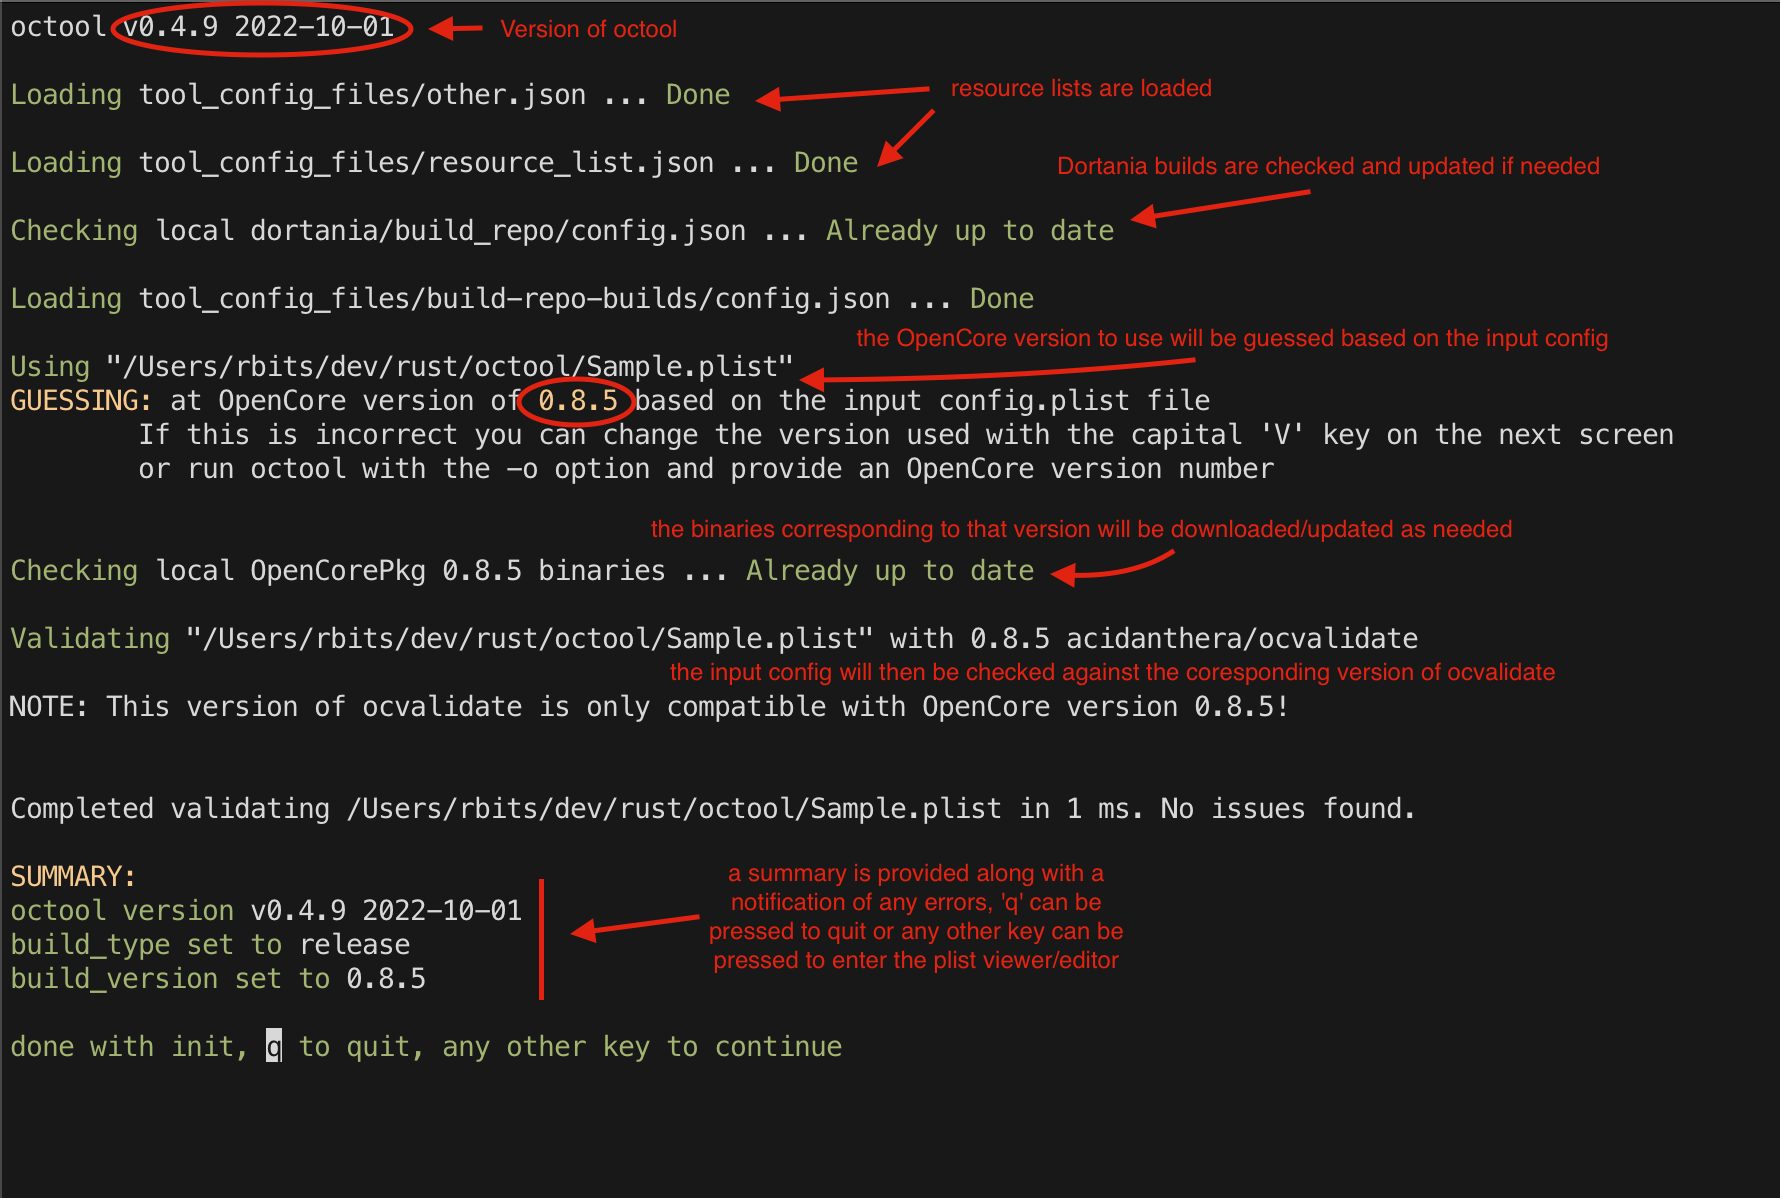 octool v0.4.9 2022-10-01
Version of octool
Loading tool_config_files/other.json ... Done
resource lists are loaded
Loading tool_config_files/resource_list.json ... Done
Dortania builds are checked and updated if needed
Checking local dortania/build_repo/config.json ... Already up to date
Loading tool_config_files/build-repo-builds/config.json ... Done
the OpenCore version to use will be guessed based on the input config
Using "/Users/rbits/dev/rust/octool/Sample.plist"
GUESSING: at OpenCore version of 0.8.5 based on the input config.plist file
If this is incorrect you can change the version used with the capital 'V' key on the next screen
or run octool with the -o option and provide an OpenCore version number
the binaries corresponding to that version will be downloaded/updated as needed
Checking local OpenCorePkg 0.8.5 binaries ... Already up to date
Validating "/Users/rbits/dev/rust/octool/Sample.plist" with 0.8.5 acidanthera/ocvalidate
the input config will then be checked against the coresponding version of ocvalidate
NOTE: This version of ocvalidate is only compatible with OpenCore version 0.8.5!
Completed validating /Users/rbits/dev/rust/octool/Sample.plist in 1 ms. No issues found.
SUMMARY:
octool version v0.4.9 2022-10-01
build_type set to release
build_version set to 0.8.5
a summary is provided along with a
notification of any errors, 'q' can be
pressed to quit or any other key can be
pressed to enter the plist viewer/editor
done with init, q to quit, any other key to continue